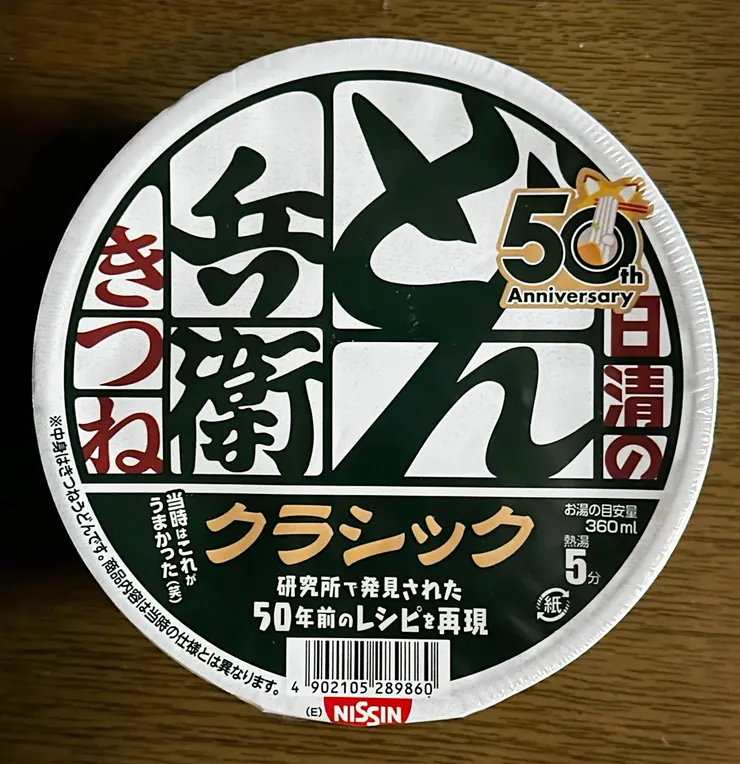 日清の
どん
兵衛
きつね
50th
Anniversary
当時はこれが
うまかった(笑)
クラシック
研究所で発見された
50年前のレシピを再現
お湯の目安量
360ml
熱湯
5分
紙
※中身はきつねうどんです。商品内容は当時の仕様とは異なります。
4 902105 289860
(E) NISSIN